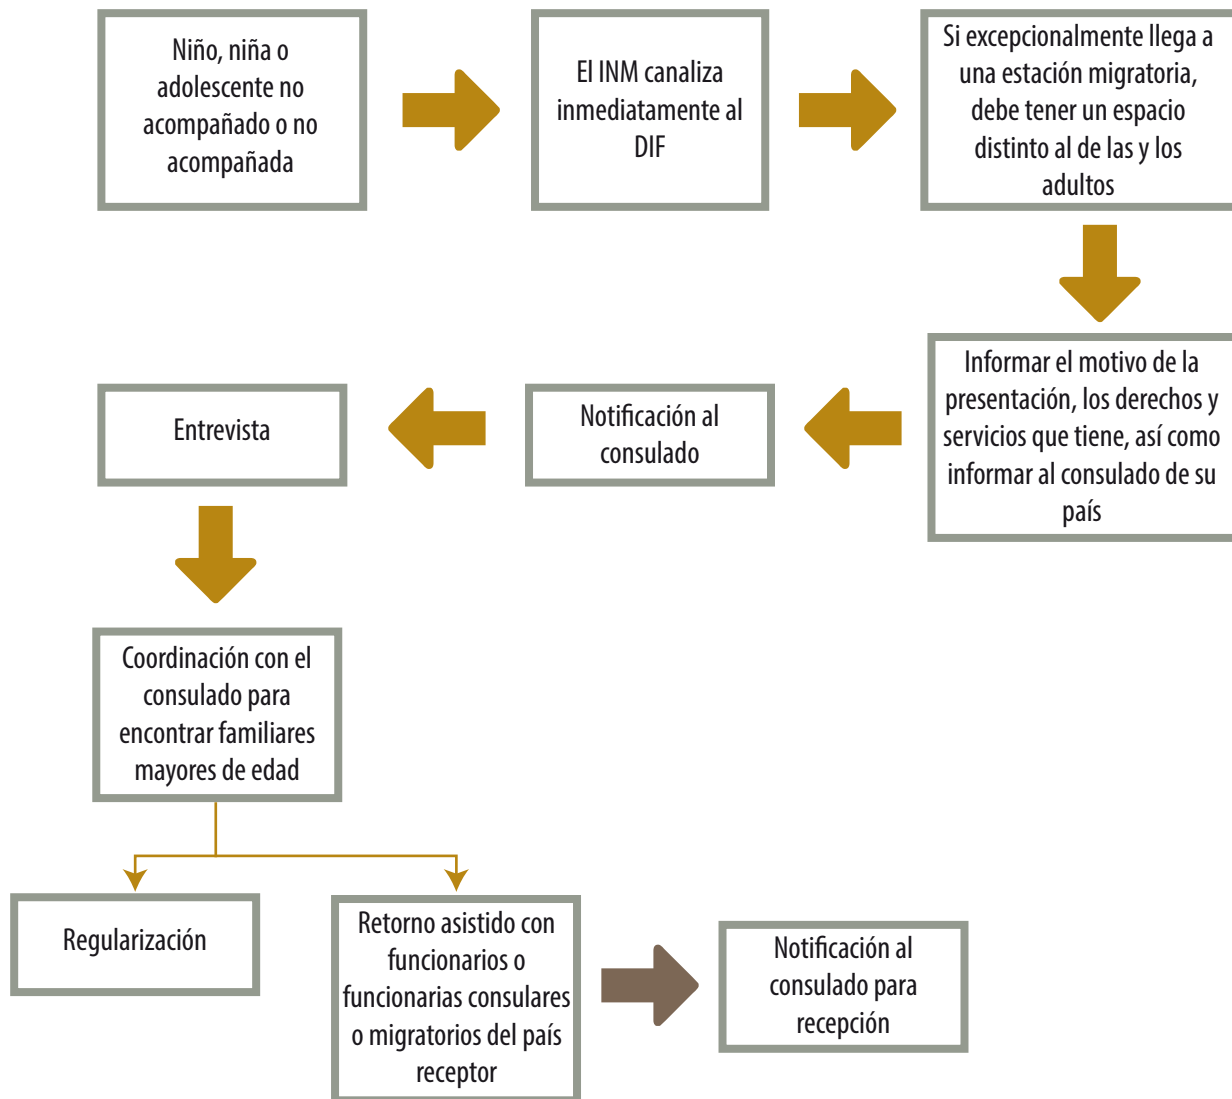 Niño, niña o
adolescente no
acompañado o no
acompañada
El INM canaliza
inmediatamente al
DIF
Si excepcionalmente llega a
una estación migratoria,
debe tener un espacio
distinto al de las y los
adultos
Informar el motivo de la
presentación, los derechos y
servicios que tiene, así como
informar al consulado de su
país
Notificación al
consulado
Entrevista
Coordinación con el
consulado para
encontrar familiares
mayores de edad
Regularización
Retorno asistido con
funcionarios o
funcionarias consulares
o migratorios del país
receptor
Notificación al
consulado para
recepción